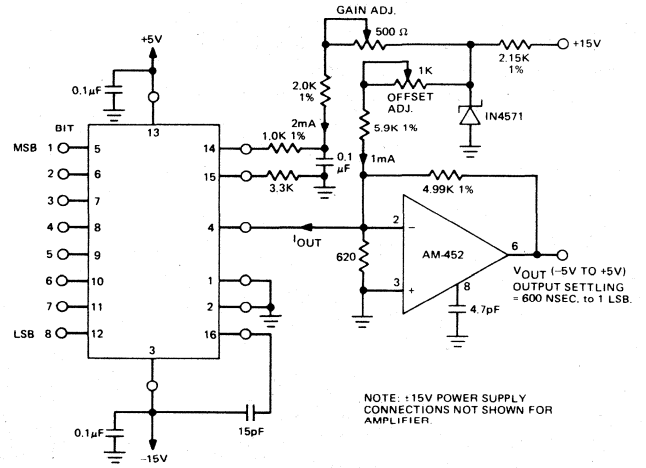 GAIN ADJ.
500 Ω
+5V
+15V
2.15K
1%
1K
OFFSET
ADJ.
0.1µF
2.0K
1%
IN4571
5.9K 1%
BIT
13
2mA
MSB 1 5
14
1.0K 1%
0.1
µF
1mA
2 6
15
3.3K
4.99K 1%
3 7
4 8
4
IOUT
2 −
AM-452
6
5 9
620
VOUT (−5V TO +5V)
OUTPUT SETTLING
= 600 NSEC. to 1 LSB.
6 10
1
3 +
8
7 11
2
4.7pF
LSB 8 12
16
3
15pF
0.1µF
−15V
NOTE: ±15V POWER SUPPLY
CONNECTIONS NOT SHOWN FOR
AMPLIFIER.